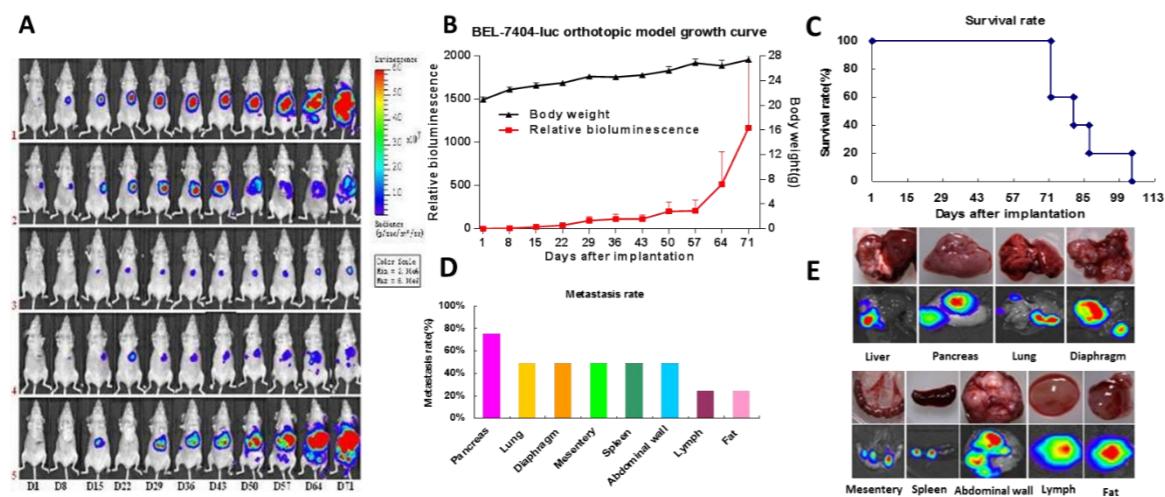 A
1
2
3
4
5
D1 D8 D15 D22 D29 D36 D43 D50 D57 D64 D71
Luminescence
Radiance
(p/sec/cm²/sr)
Color Scale
B
BEL-7404-luc orthotopic model growth curve
2000
1500
1000
500
0
Relative bioluminescence
28
24
20
16
12
8
4
0
Body weight(g)
Body weight
Relative bioluminescence
1 8 15 22 29 36 43 50 57 64 71
Days after implantation
C
Survival rate
100
80
60
40
20
0
Survival rate(%)
1 15 29 43 57 71 85 99 113
Days after implantation
D
Metastasis rate
100%
80%
60%
40%
20%
0%
Metastasis rate(%)
Pancreas Lung Diaphragm Mesentery Spleen Abdominal wall Lymph Fat
E
Liver Pancreas Lung Diaphragm
Mesentery Spleen Abdominal wall Lymph Fat